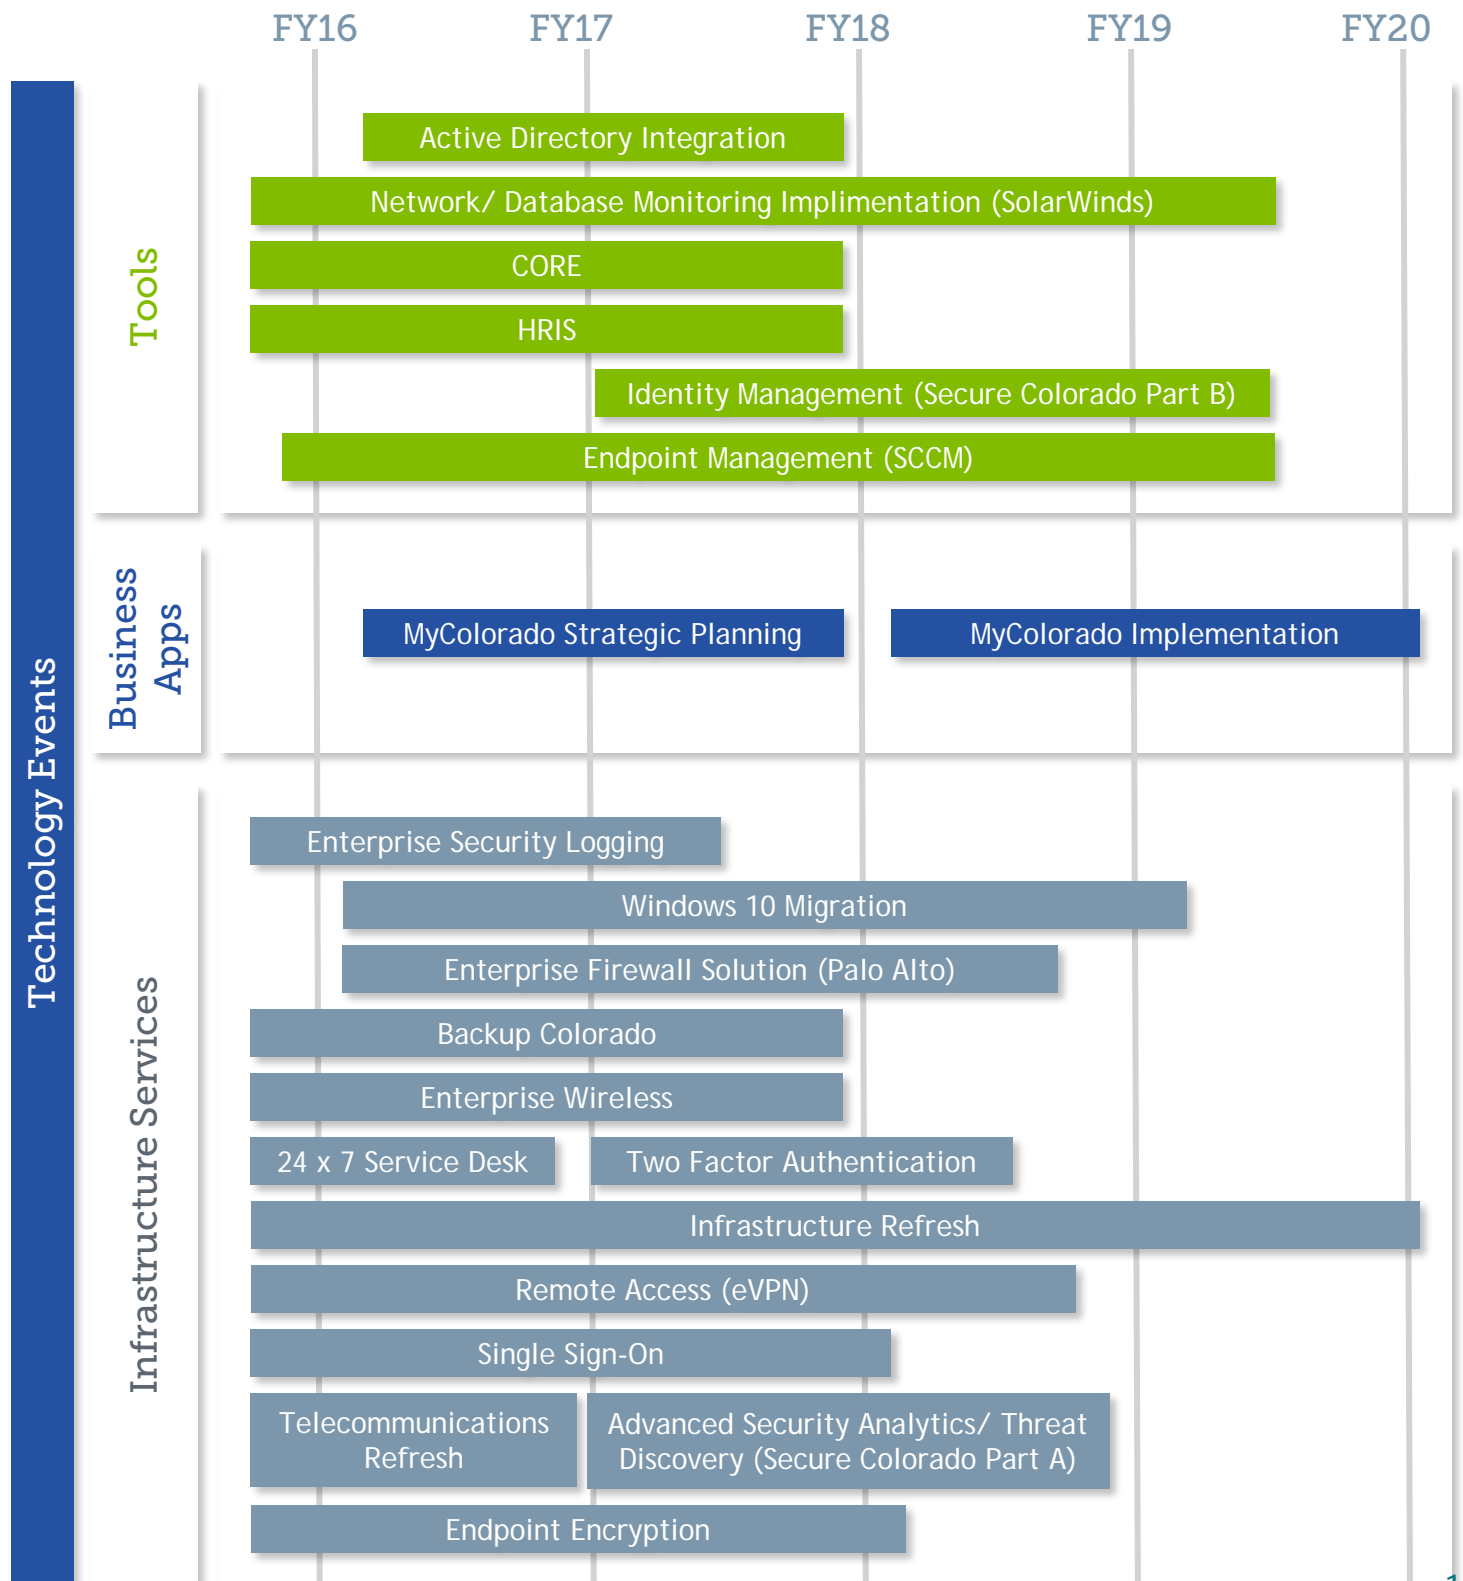 FY16 FY17 FY18 FY19 FY20
Technology Events
Tools
Active Directory Integration
Network/ Database Monitoring Implimentation (SolarWinds)
CORE
HRIS
Identity Management (Secure Colorado Part B)
Endpoint Management (SCCM)
Business
Apps
MyColorado Strategic Planning
MyColorado Implementation
Infrastructure Services
Enterprise Security Logging
Windows 10 Migration
Enterprise Firewall Solution (Palo Alto)
Backup Colorado
Enterprise Wireless
24 x 7 Service Desk
Two Factor Authentication
Infrastructure Refresh
Remote Access (eVPN)
Single Sign-On
Telecommunications
Refresh
Advanced Security Analytics/ Threat
Discovery (Secure Colorado Part A)
Endpoint Encryption